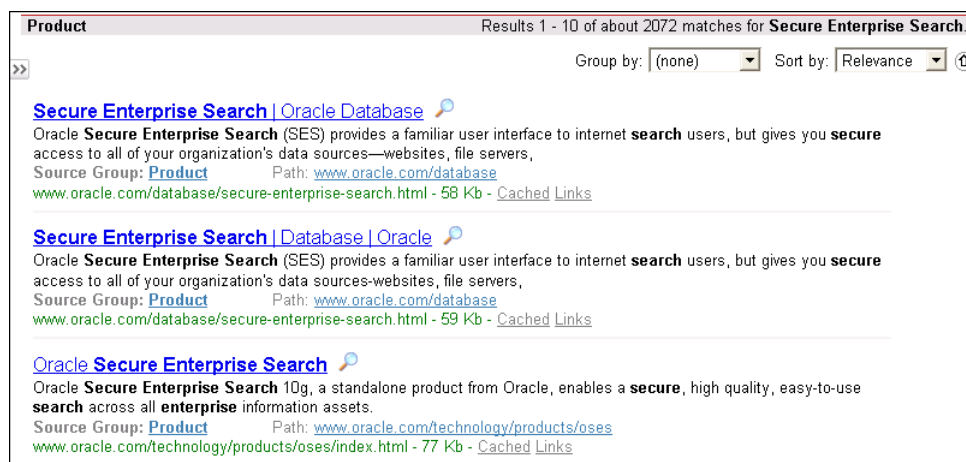 Product Results 1 - 10 of about 2072 matches for Secure Enterprise Search.
Group by: (none) Sort by: Relevance
Secure Enterprise Search | Oracle Database
Oracle Secure Enterprise Search (SES) provides a familiar user interface to internet search users, but gives you secure
access to all of your organization's data sources—websites, file servers,
Source Group: Product Path: www.oracle.com/database
www.oracle.com/database/secure-enterprise-search.html - 58 Kb - Cached Links
Secure Enterprise Search | Database | Oracle
Oracle Secure Enterprise Search (SES) provides a familiar user interface to internet search users, but gives you secure
access to all of your organization's data sources-websites, file servers,
Source Group: Product Path: www.oracle.com/database
www.oracle.com/database/secure-enterprise-search.html - 59 Kb - Cached Links
Oracle Secure Enterprise Search
Oracle Secure Enterprise Search 10g, a standalone product from Oracle, enables a secure, high quality, easy-to-use
search across all enterprise information assets.
Source Group: Product Path: www.oracle.com/technology/products/oses
www.oracle.com/technology/products/oses/index.html - 77 Kb - Cached Links